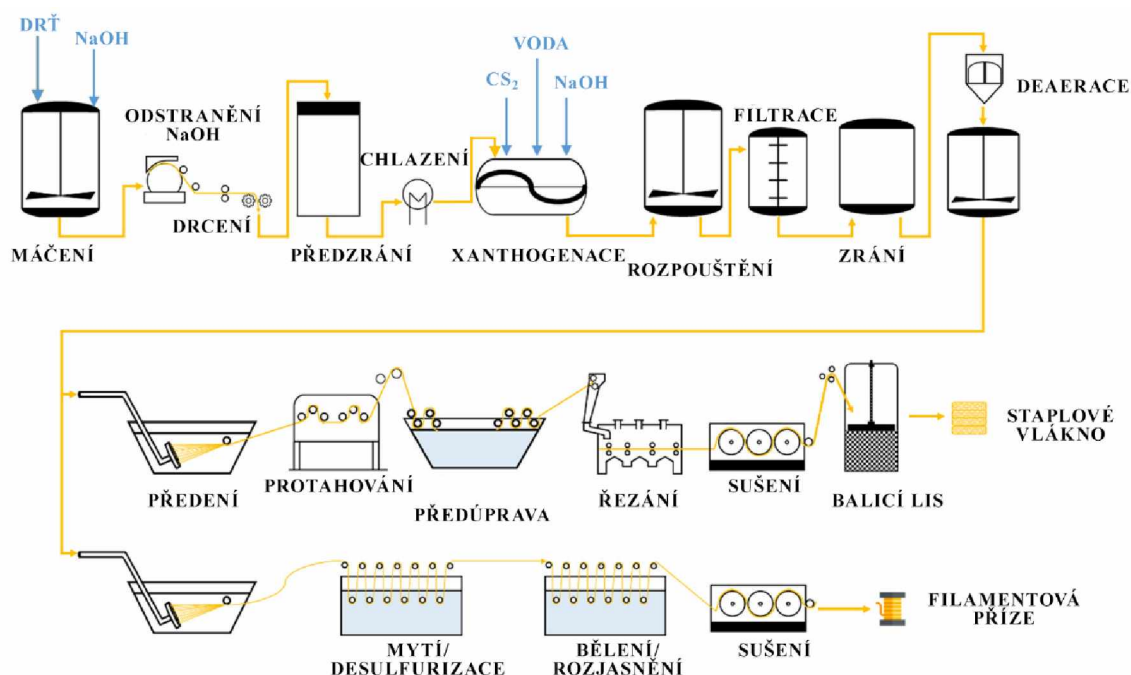 DRŤ
NaOH
ODSTRANĚNÍ
NaOH
DRCENÍ
MÁČENÍ
PŘEDZRÁNÍ
CHLAZENÍ
CS₂
VODA
NaOH
XANTHOGENACE
ROZPOUŠTĚNÍ
FILTRACE
ZRÁNÍ
DEAERACE
PŘEDENÍ
PROTAHOVÁNÍ
PŘEDÚPRAVA
ŘEZÁNÍ
SUŠENÍ
BALICÍ LIS
STAPLOVÉ
VLÁKNO
MYTÍ/
DESULFURIZACE
BĚLENÍ/
ROZJASNĚNÍ
SUŠENÍ
FILAMENTOVÁ
PŘÍZE